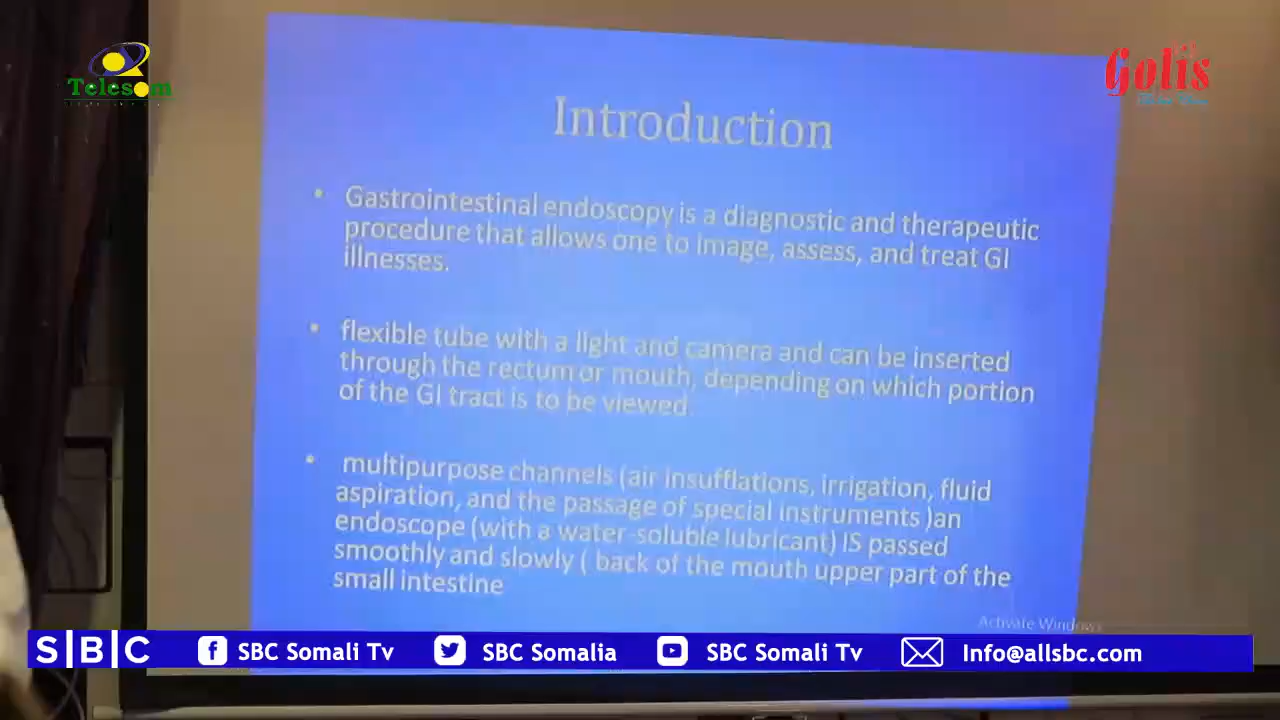 Telesom
Golis
Introduction
• Gastrointestinal endoscopy is a diagnostic and therapeutic
procedure that allows one to image, assess, and treat GI
illnesses.
• flexible tube with a light and camera and can be inserted
through the rectum or mouth, depending on which portion
of the GI tract is to be viewed.
• multipurpose channels (air insufflations, irrigation, fluid
aspiration, and the passage of special instruments )an
endoscope (with a water-soluble lubricant) IS passed
smoothly and slowly ( back of the mouth upper part of the
small intestine
Activate Windows
S|B|C
SBC Somali Tv
SBC Somalia
SBC Somali Tv
Info@allsbc.com